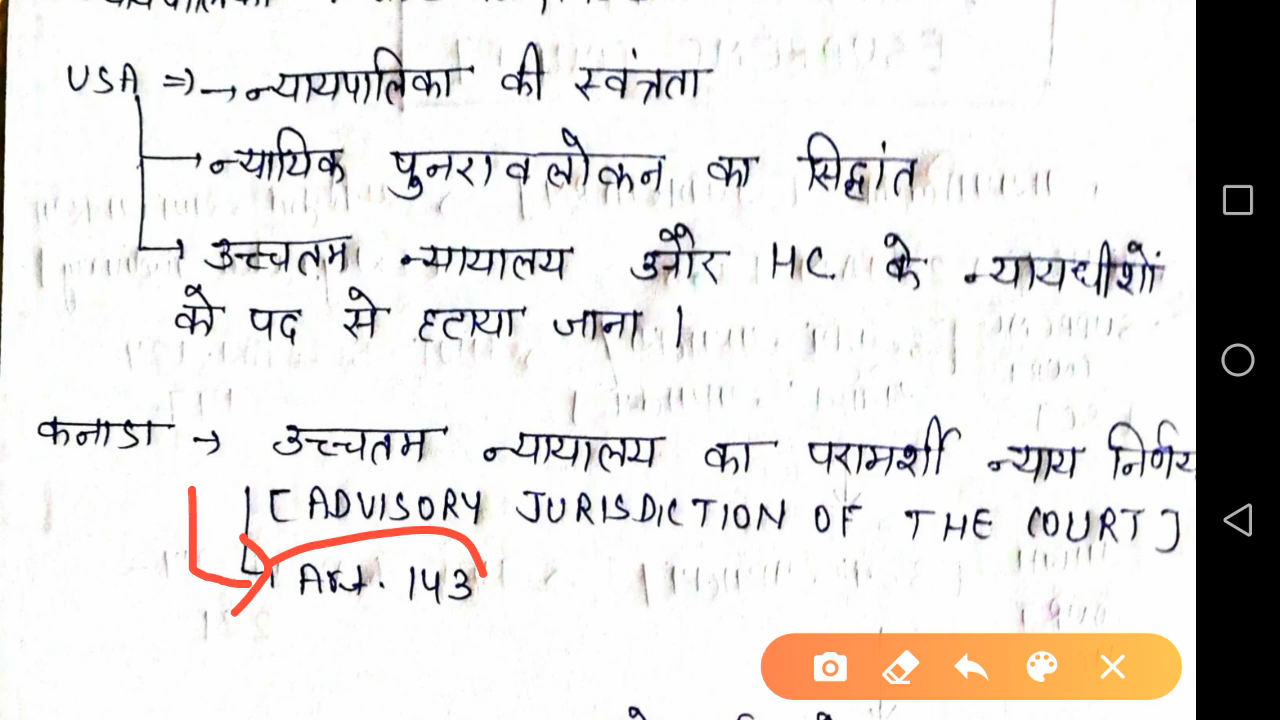 USA => → न्यायपालिका की स्वंत्रता
→ न्यायिक पुनरावलोकन का सिद्धांत
→ उच्चतम न्यायालय और HC. के न्यायधीशों
को पद से हटाया जाना।
कनाडा → उच्चतम न्यायालय का परामर्शी न्याय निर्णय
[ADVISORY JURISDICTION OF THE COURT]
Art. 143